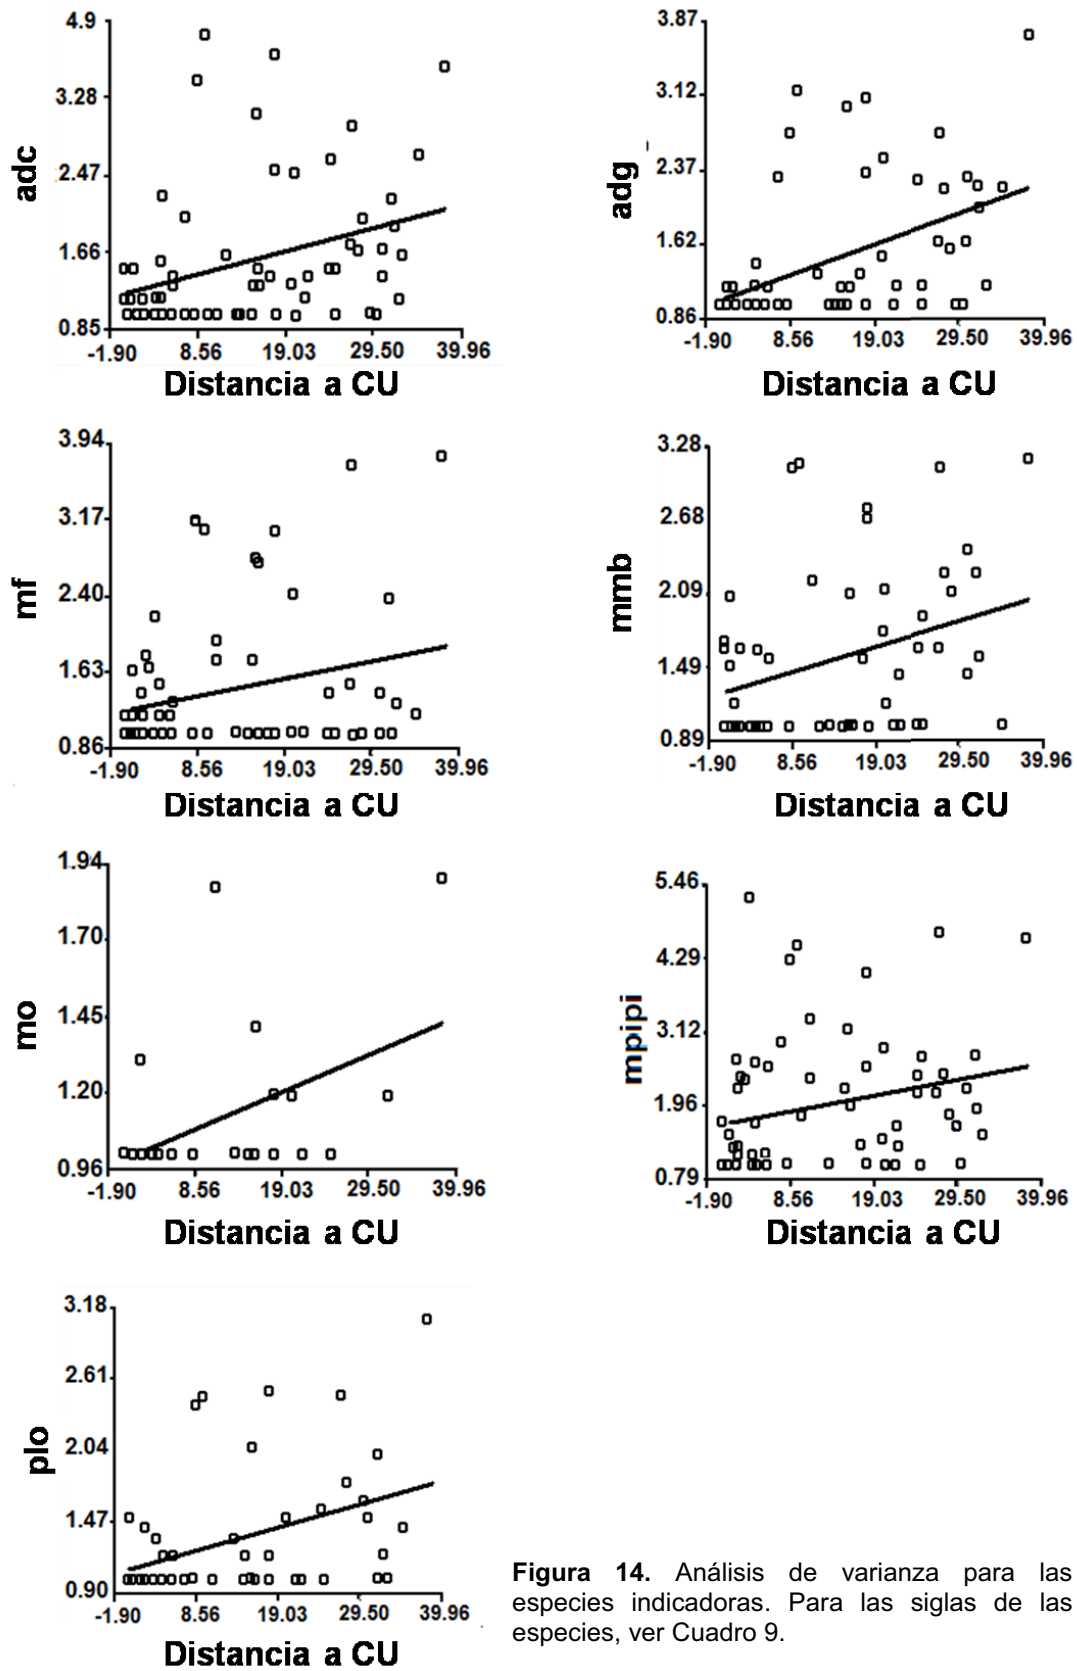 4.9
3.28
2.47
1.66
0.85
adc
-1.90 8.56 19.03 29.50 39.96
Distancia a CU
3.87
3.12
2.37
1.62
0.86
adg
-1.90 8.56 19.03 29.50 39.96
Distancia a CU
3.94
3.17
2.40
1.63
0.86
mf
-1.90 8.56 19.03 29.50 39.96
Distancia a CU
3.28
2.68
2.09
1.49
0.89
mmb
-1.90 8.56 19.03 29.50 39.96
Distancia a CU
1.94
1.70
1.45
1.20
0.96
mo
-1.90 8.56 19.03 29.50 39.96
Distancia a CU
5.46
4.29
3.12
1.96
0.79
mpipi
-1.90 8.56 19.03 29.50 39.96
Distancia a CU
3.18
2.61
2.04
1.47
0.90
plo
-1.90 8.56 19.03 29.50 39.96
Distancia a CU
Figura 14. Análisis de varianza para las
especies indicadoras. Para las siglas de las
especies, ver Cuadro 9.